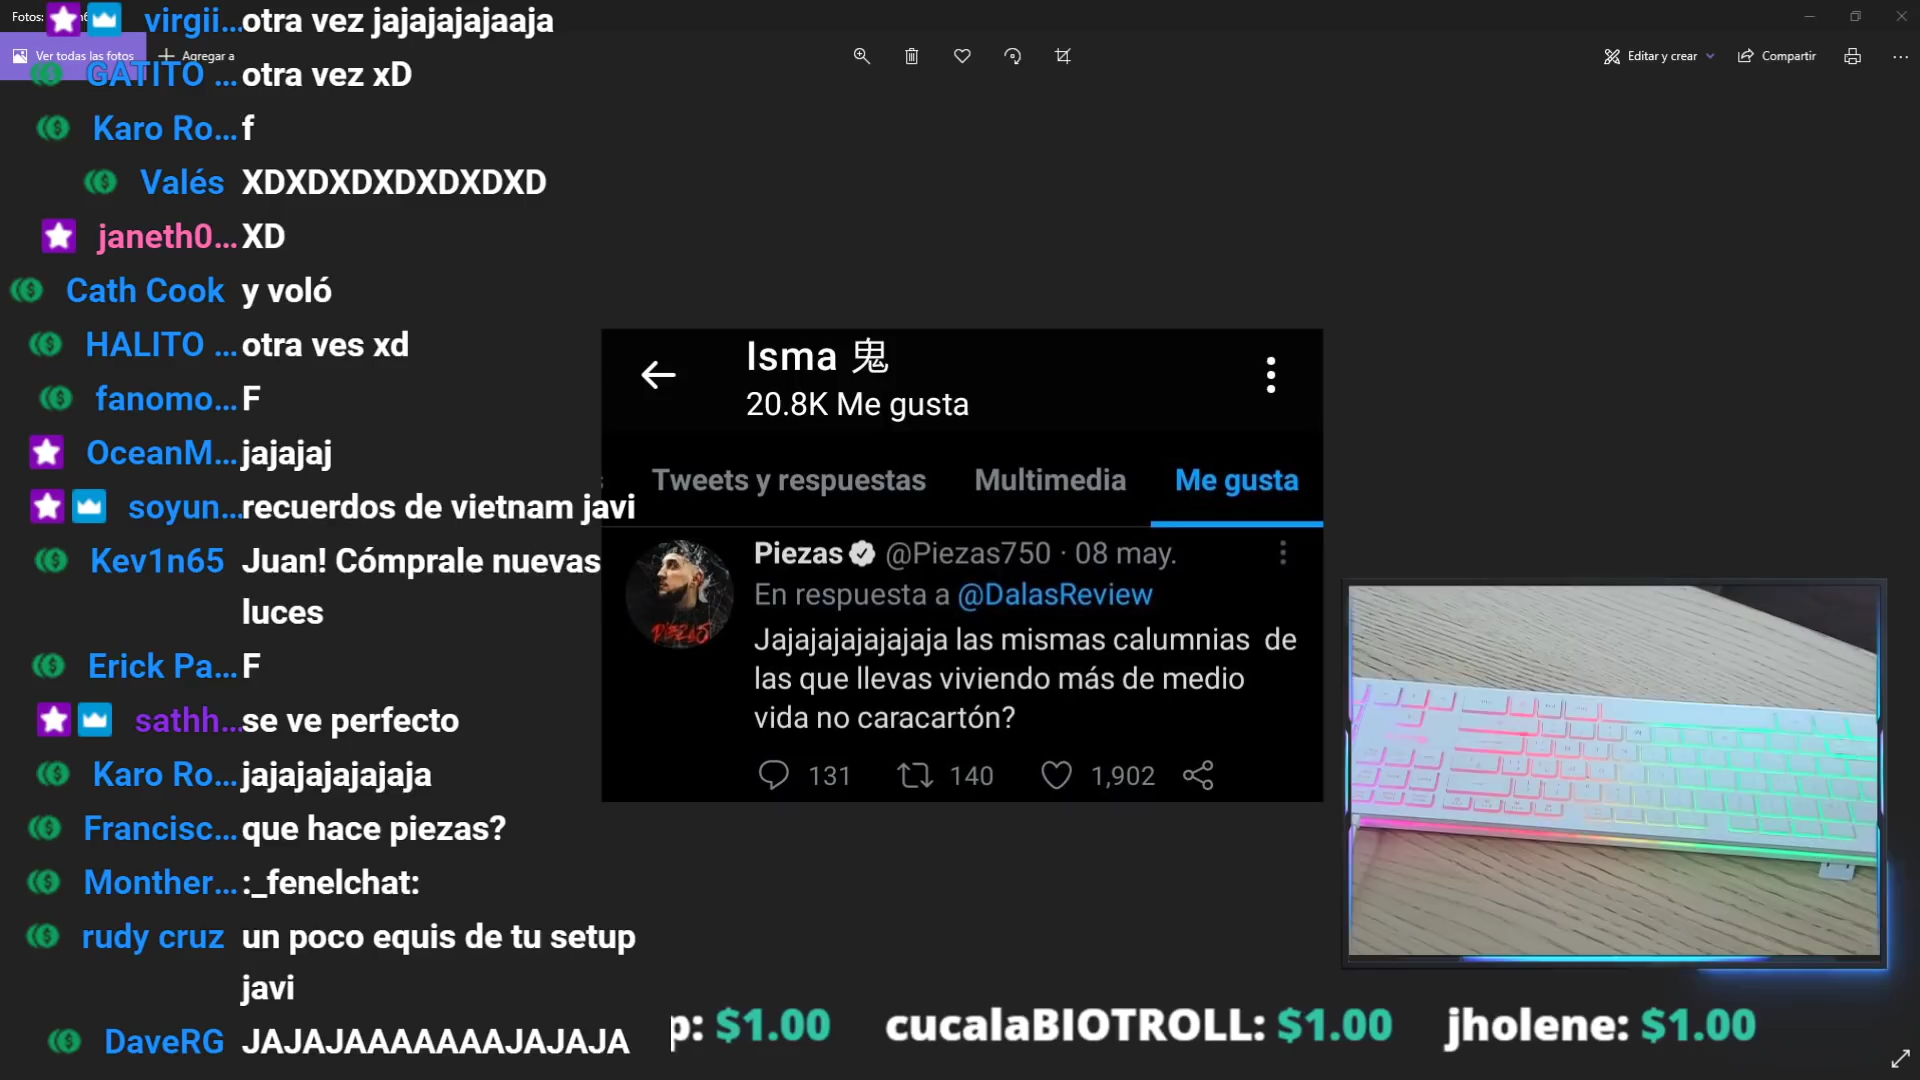 Fotos:
virgii...otra vez jajajajajaaja
Ver todas las fotos
Agregar a
Editar y crear
Compartir
GATITO ...otra vez xD
Karo Ro...f
Valés XDXDXDXDXDXDXD
janeth0...XD
Cath Cook y voló
HALITO ...otra ves xd
fanomo...F
OceanM...jajajaj
soyun...recuerdos de vietnam javi
Kev1n65 Juan! Cómprale nuevas
luces
Erick Pa...F
sathh...se ve perfecto
Karo Ro...jajajajajajaja
Francisc...que hace piezas?
Monther...:_fenelchat:
rudy cruz un poco equis de tu setup
javi
DaveRG JAJAJAAAAAAAJAJAJA
Isma 鬼
20.8K Me gusta
Tweets y respuestas Multimedia Me gusta
Piezas @Piezas750 · 08 may.
En respuesta a @DalasReview
Jajajajajajajaja las mismas calumnias de
las que llevas viviendo más de medio
vida no caracartón?
131 140 1,902
p: $1.00 cucalaBIOTROLL: $1.00 jholene: $1.00